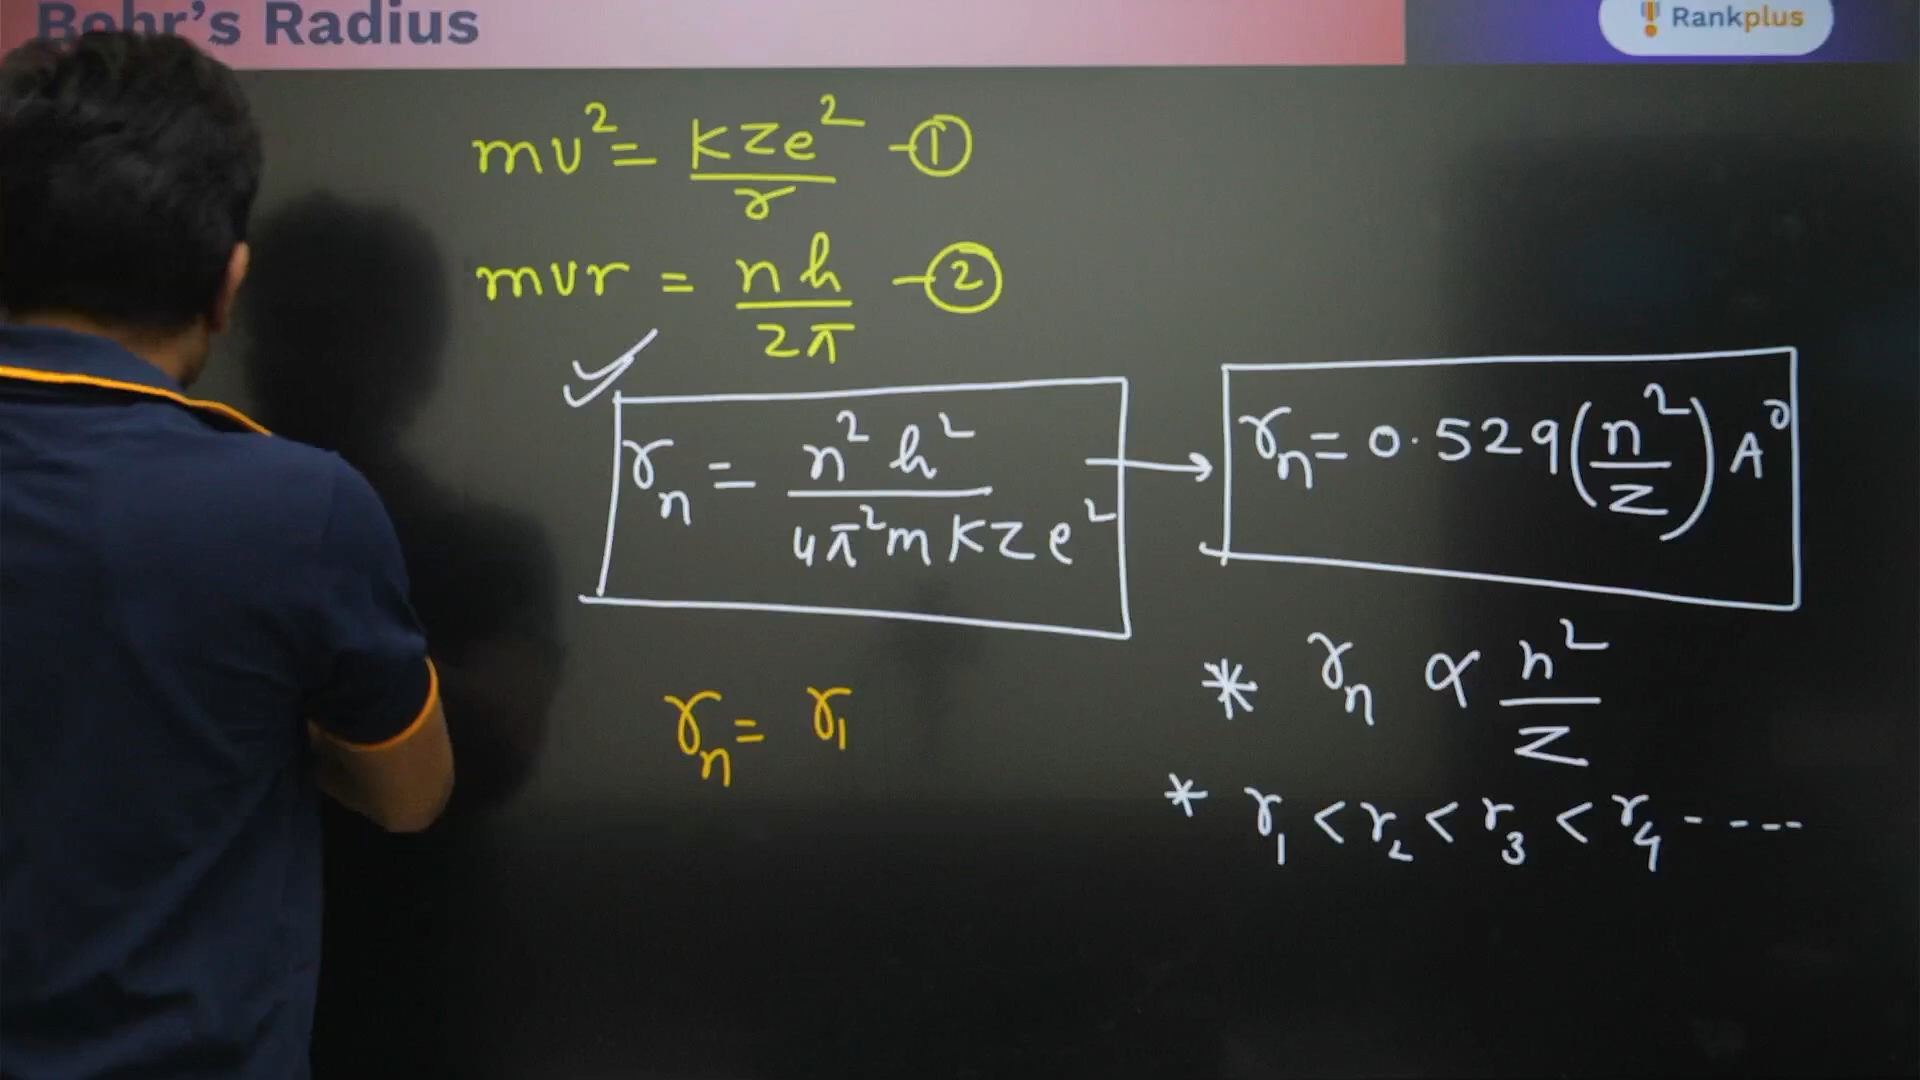 Bohr's Radius
Rankplus
mv² = KZe²/r -①
mvr = nh/2π -②
rₙ = n²h²/4π²mKZe² → rₙ = 0.529(n²/Z) A⁰
* rₙ ∝ n²/Z
rₙ = r₁
* r₁ < r₂ < r₃ < r₄ - ----